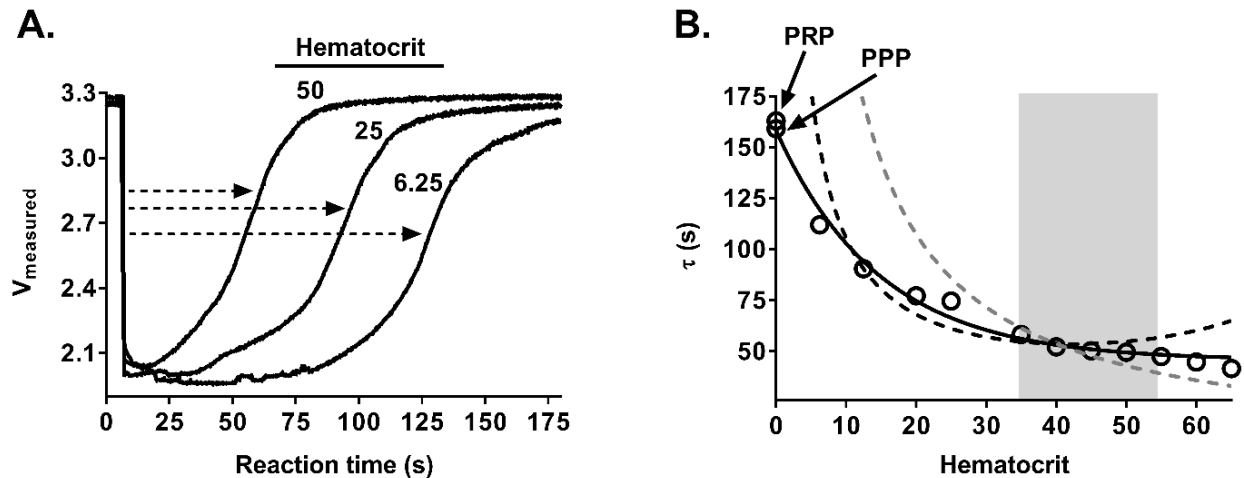 A.
Hematocrit
50
25
6.25
3.3
3.0
2.7
2.4
2.1
Vmeasured
0 25 50 75 100 125 150 175
Reaction time (s)
B.
PRP
PPP
175
150
125
100
75
50
τ (s)
0 10 20 30 40 50 60
Hematocrit